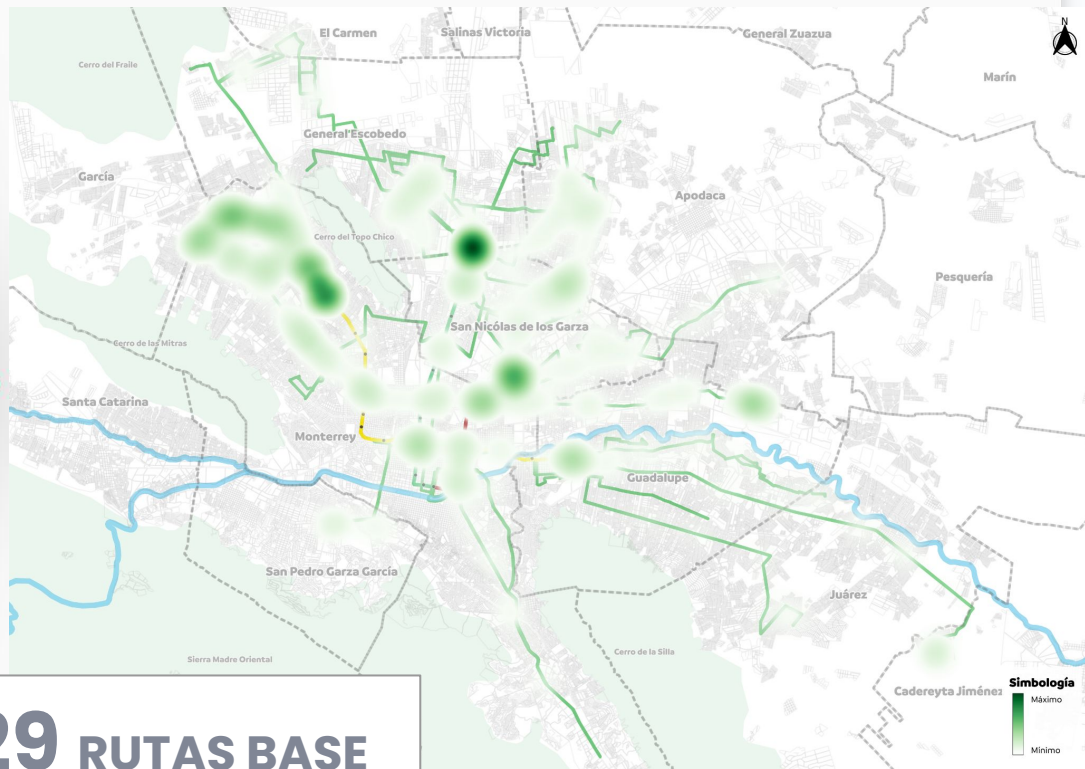 El Carmen
Salinas Victoria
General Zuazua
N
Cerro del Fraile
Marín
General Escobedo
García
Apodaca
Cerro del Topo Chico
Pesquería
San Nicólas de los Garza
Cerro de las Mitras
Santa Catarina
Monterrey
Guadalupe
San Pedro Garza García
Juárez
Sierra Madre Oriental
Cerro de la Silla
Cadereyta Jiménez
Simbología
Máximo
Mínimo
29 RUTAS BASE